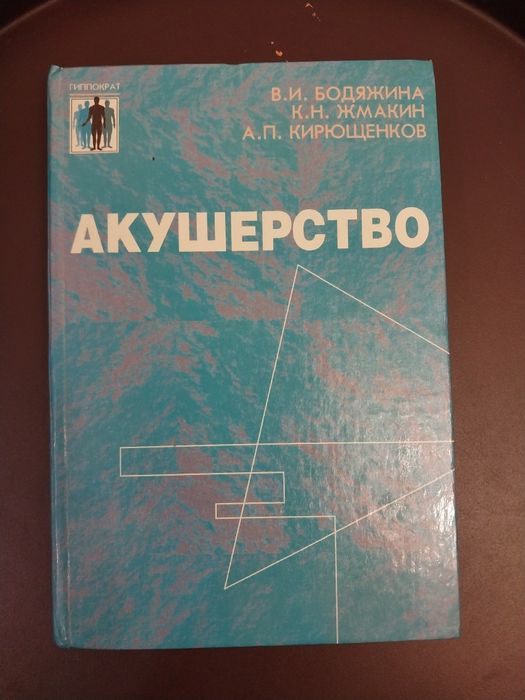 ГИППОКРАТ
В.И. БОДЯЖИНА
К.Н. ЖМАКИН
А.П. КИРЮЩЕНКОВ
АКУШЕРСТВО